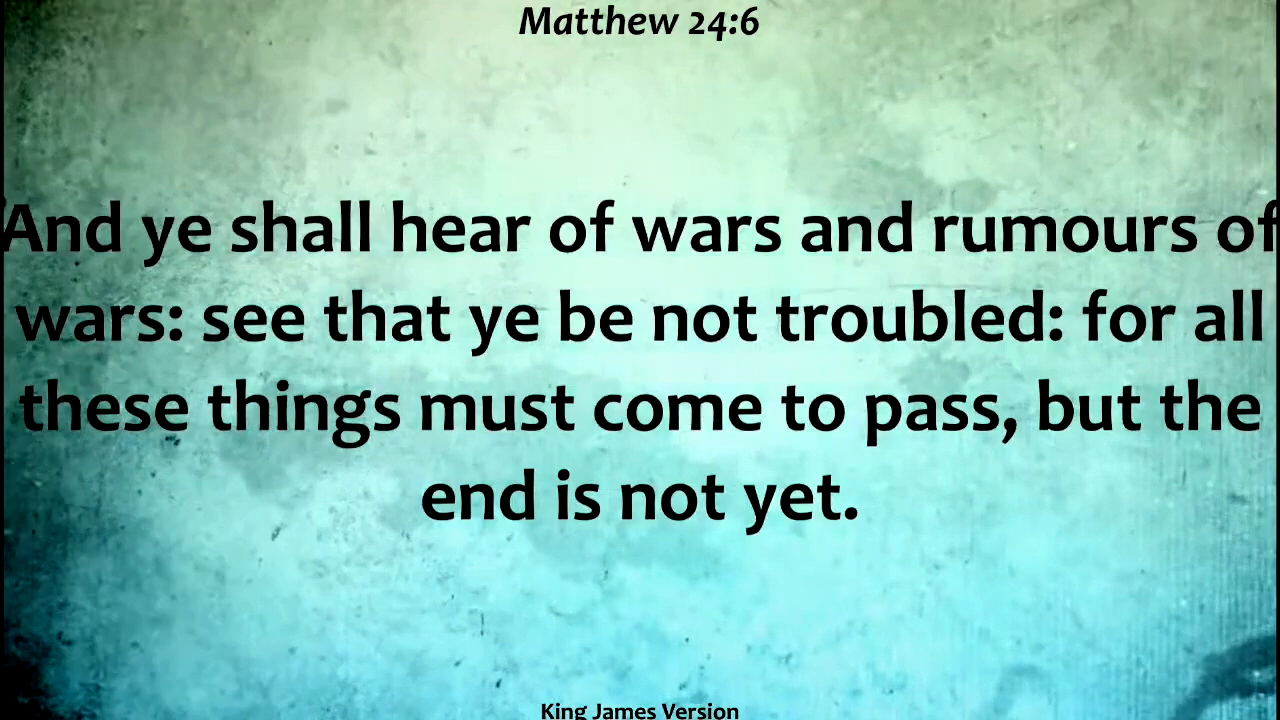 Matthew 24:6
And ye shall hear of wars and rumours of
wars: see that ye be not troubled: for all
these things must come to pass, but the
end is not yet.
King James Version